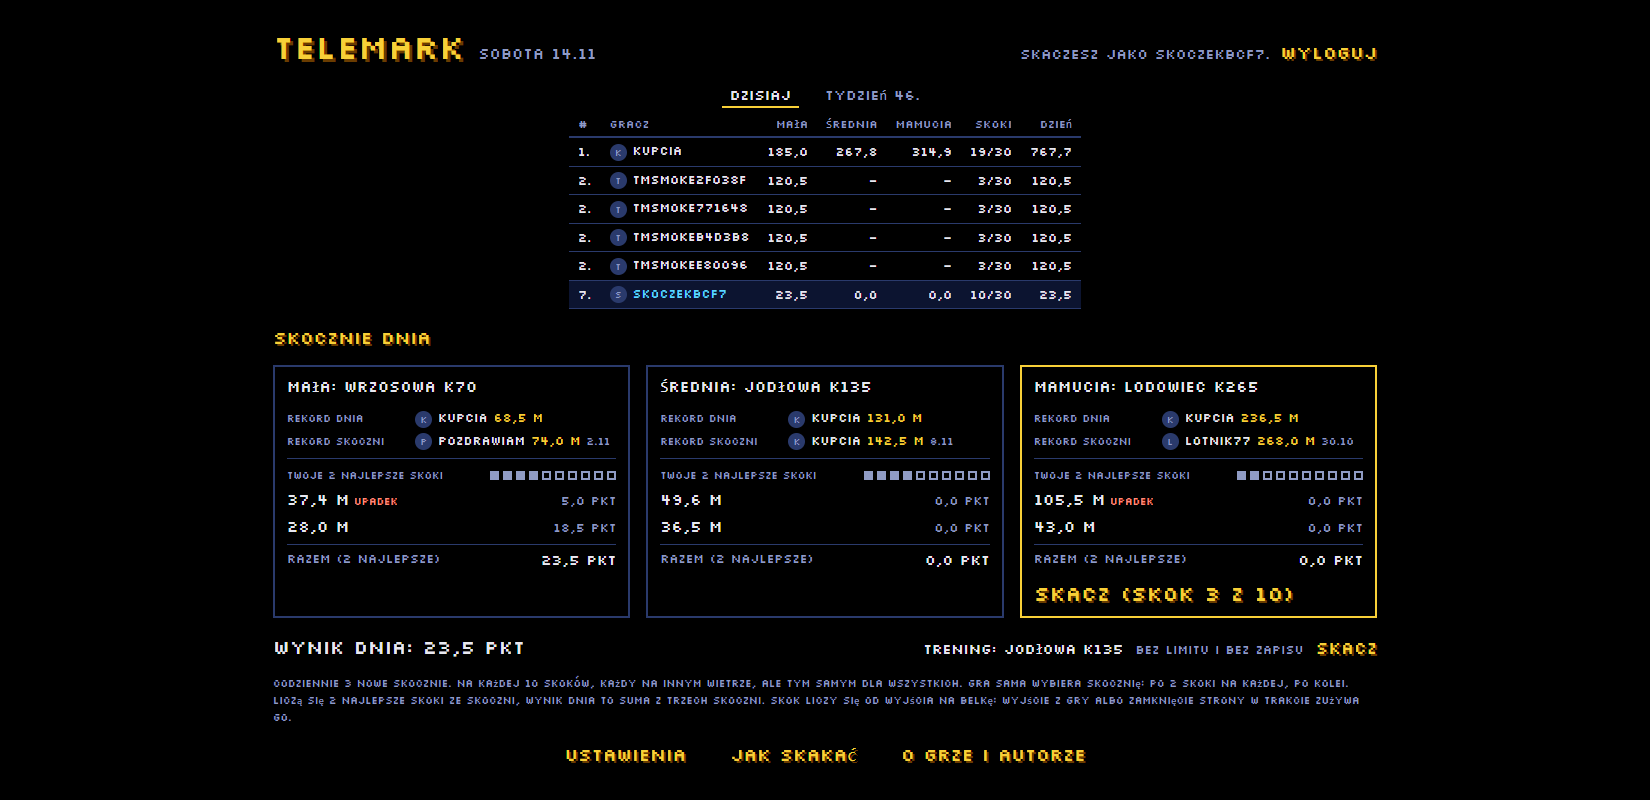 TELEMARK SOBOTA 14.11 SKACZESZ JAKO SKOCZEKBCF7. WYLOGUJ
DZISIAJ TYDZIEń 46.
# GRACZ MAŁA ŚREDNIA MAMUCIA SKOKI DZIEń
1. K KUPCIA 185,0 267,8 314,9 19/30 767,7
2. T TMSMOKE2F038F 120,5 – – 3/30 120,5
2. T TMSMOKE771648 120,5 – – 3/30 120,5
2. T TMSMOKEB4D3B8 120,5 – – 3/30 120,5
2. T TMSMOKEE80096 120,5 – – 3/30 120,5
7. S SKOCZEKBCF7 23,5 0,0 0,0 10/30 23,5
SKOCZNIE DNIA
MAŁA: WRZOSOWA K70
REKORD DNIA K KUPCIA 68,5 M
REKORD SKOCZNI P POZDRAWIAM 74,0 M 2.11
TWOJE 2 NAJLEPSZE SKOKI
37,4 M UPADEK 5,0 PKT
28,0 M 18,5 PKT
RAZEM (2 NAJLEPSZE) 23,5 PKT
ŚREDNIA: JODŁOWA K135
REKORD DNIA K KUPCIA 131,0 M
REKORD SKOCZNI K KUPCIA 142,5 M 8.11
TWOJE 2 NAJLEPSZE SKOKI
49,6 M 0,0 PKT
36,5 M 0,0 PKT
RAZEM (2 NAJLEPSZE) 0,0 PKT
MAMUCIA: LODOWIEC K265
REKORD DNIA K KUPCIA 236,5 M
REKORD SKOCZNI L LOTNIK77 268,0 M 30.10
TWOJE 2 NAJLEPSZE SKOKI
105,5 M UPADEK 0,0 PKT
43,0 M 0,0 PKT
RAZEM (2 NAJLEPSZE) 0,0 PKT
SKACZ (SKOK 3 Z 10)
WYNIK DNIA: 23,5 PKT TRENING: JODŁOWA K135 BEZ LIMITU I BEZ ZAPISU SKACZ
CODZIENNIE 3 NOWE SKOCZNIE. NA KAŻDEJ 10 SKOKÓW, KAŻDY NA INNYM WIETRZE, ALE TYM SAMYM DLA WSZYSTKICH. GRA SAMA WYBIERA SKOCZNIę: PO 2 SKOKI NA KAŻDEJ, PO KOLEI.
LICZą SIę 2 NAJLEPSZE SKOKI ZE SKOCZNI, WYNIK DNIA TO SUMA Z TRZECH SKOCZNI. SKOK LICZY SIę OD WYJśCIA NA BELKę: WYJśCIE Z GRY ALBO ZAMKNIęCIE STRONY W TRAKCIE ZUŻYWA
GO.
USTAWIENIA JAK SKAKAĆ O GRZE I AUTORZE